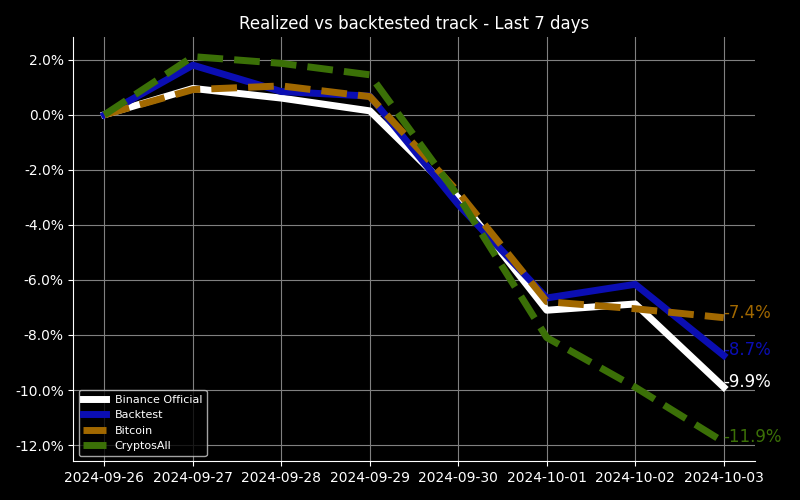 Realized vs backtested track - Last 7 days
2.0%
0.0%
-2.0%
-4.0%
-6.0%
-8.0%
-10.0%
-12.0%
-7.4%
-8.7%
-9.9%
-11.9%
Binance Official
Backtest
Bitcoin
CryptosAll
2024-09-26 2024-09-27 2024-09-28 2024-09-29 2024-09-30 2024-10-01 2024-10-02 2024-10-03